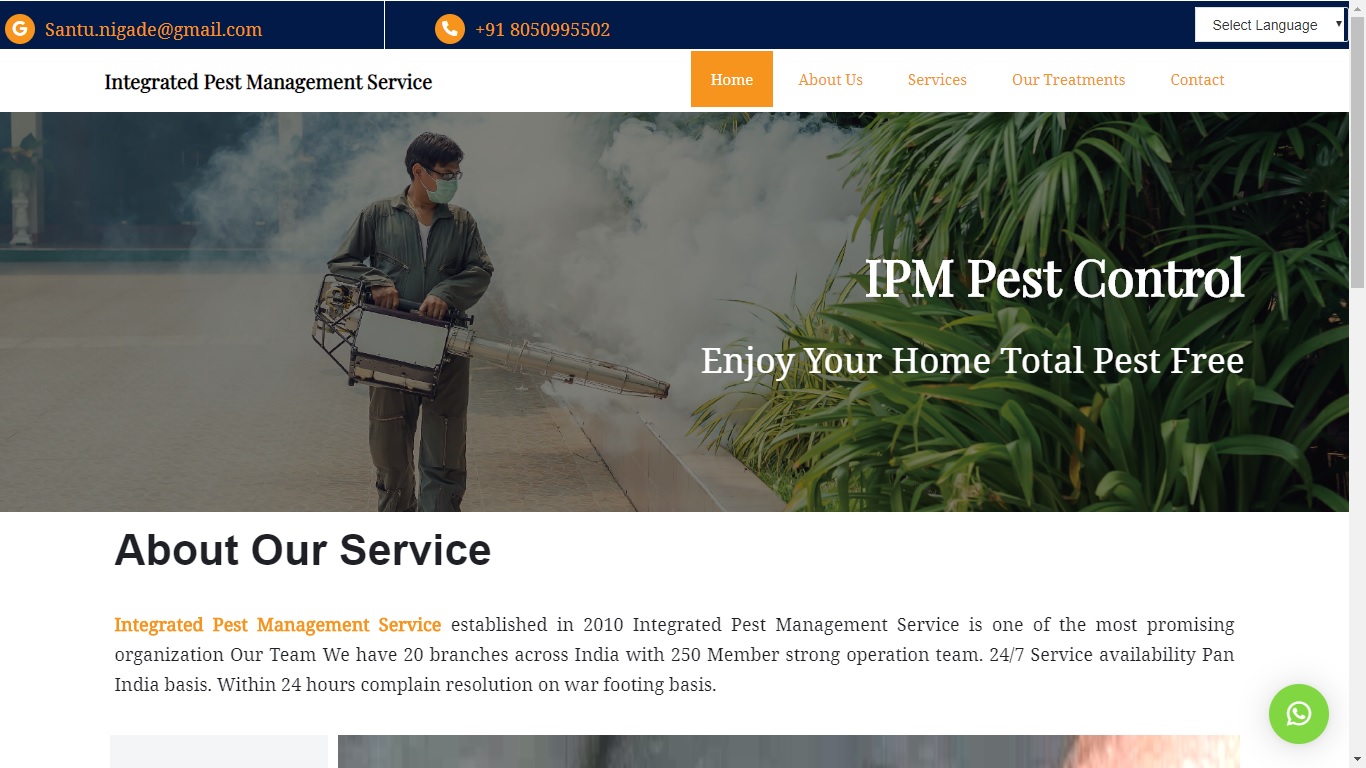 Santu.nigade@gmail.com
+91 8050995502
Select Language
Integrated Pest Management Service
Home
About Us
Services
Our Treatments
Contact
IPM Pest Control
Enjoy Your Home Total Pest Free
About Our Service
Integrated Pest Management Service established in 2010 Integrated Pest Management Service is one of the most promising
organization Our Team We have 20 branches across India with 250 Member strong operation team. 24/7 Service availability Pan
India basis. Within 24 hours complain resolution on war footing basis.